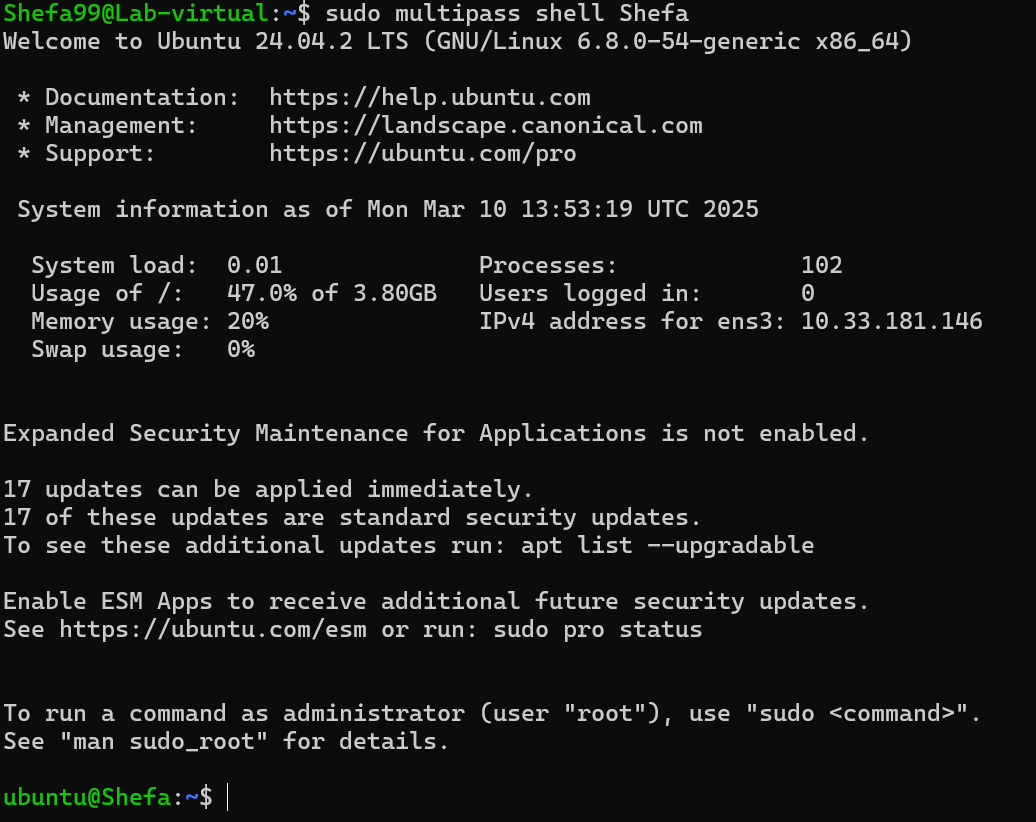 Shefa99@Lab-virtual:~$ sudo multipass shell Shefa
Welcome to Ubuntu 24.04.2 LTS (GNU/Linux 6.8.0-54-generic x86_64)
* Documentation:  https://help.ubuntu.com
* Management:     https://landscape.canonical.com
* Support:        https://ubuntu.com/pro
System information as of Mon Mar 10 13:53:19 UTC 2025
System load:  0.01              Processes:             102
Usage of /:   47.0% of 3.80GB   Users logged in:       0
Memory usage: 20%               IPv4 address for ens3: 10.33.181.146
Swap usage:   0%
Expanded Security Maintenance for Applications is not enabled.
17 updates can be applied immediately.
17 of these updates are standard security updates.
To see these additional updates run: apt list --upgradable
Enable ESM Apps to receive additional future security updates.
See https://ubuntu.com/esm or run: sudo pro status
To run a command as administrator (user "root"), use "sudo <command>".
See "man sudo_root" for details.
ubuntu@Shefa:~$